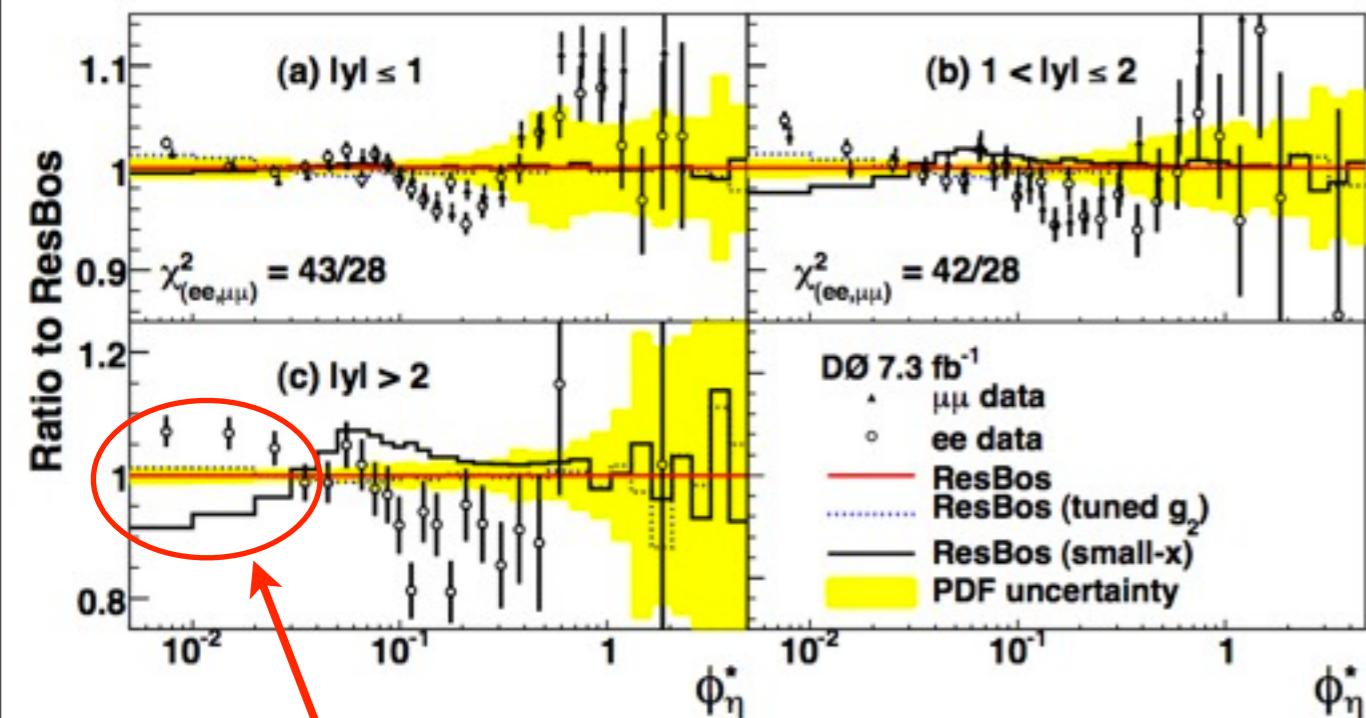 Ratio to ResBos
1.1
1
0.9
(a) |y| ≤ 1
χ²(ee,μμ) = 43/28
(b) 1 < |y| ≤ 2
χ²(ee,μμ) = 42/28
1.2
1
0.8
(c) |y| > 2
DØ 7.3 fb⁻¹
μμ data
ee data
ResBos
ResBos (tuned g₂)
ResBos (small-x)
PDF uncertainty
10⁻² 10⁻¹ 1
10⁻² 10⁻¹ 1
ϕ*η ϕ*η